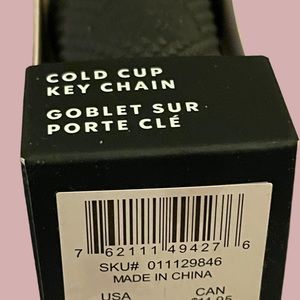 COLD CUP
KEY CHAIN
GOBLET SUR
PORTE CLÉ
7 62111 49427 6
SKU# 011129846
MADE IN CHINA
USA CAN